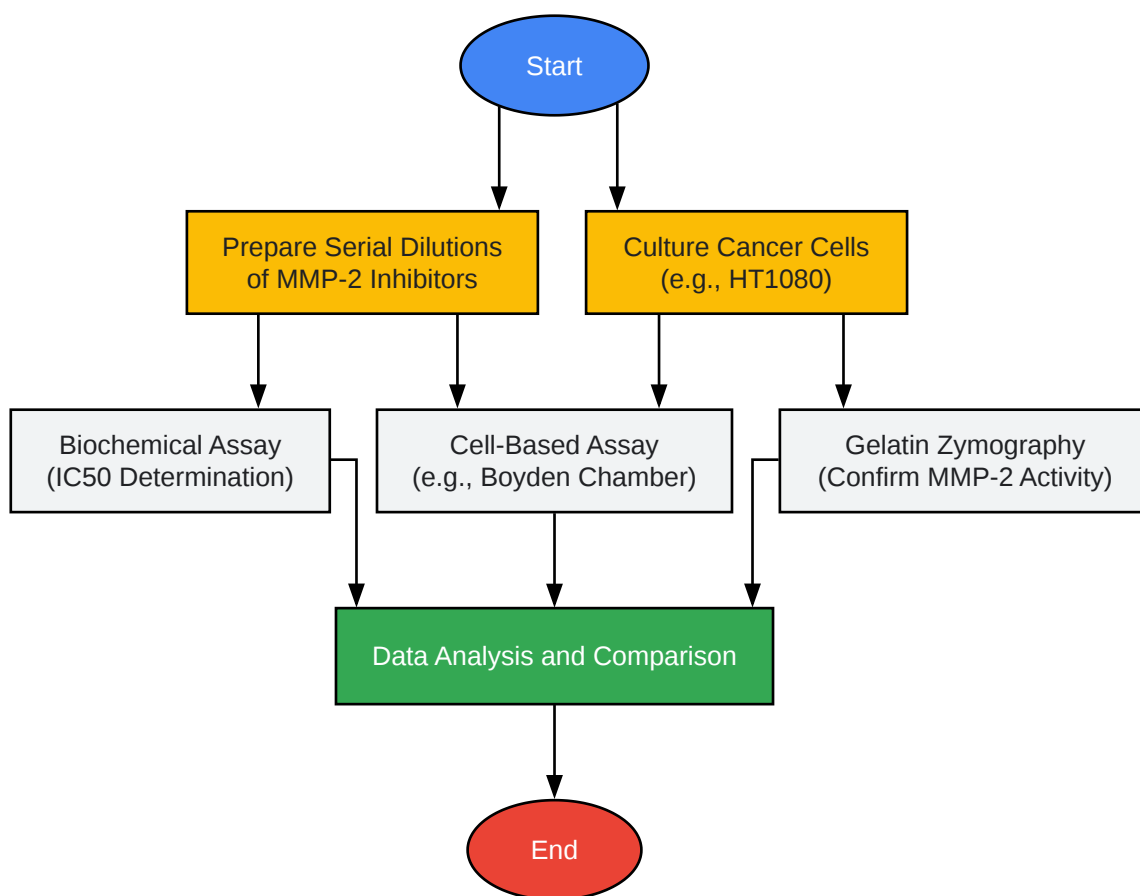 Start
Prepare Serial Dilutions
of MMP-2 Inhibitors
Culture Cancer Cells
(e.g., HT1080)
Biochemical Assay
(IC50 Determination)
Cell-Based Assay
(e.g., Boyden Chamber)
Gelatin Zymography
(Confirm MMP-2 Activity)
Data Analysis and Comparison
End